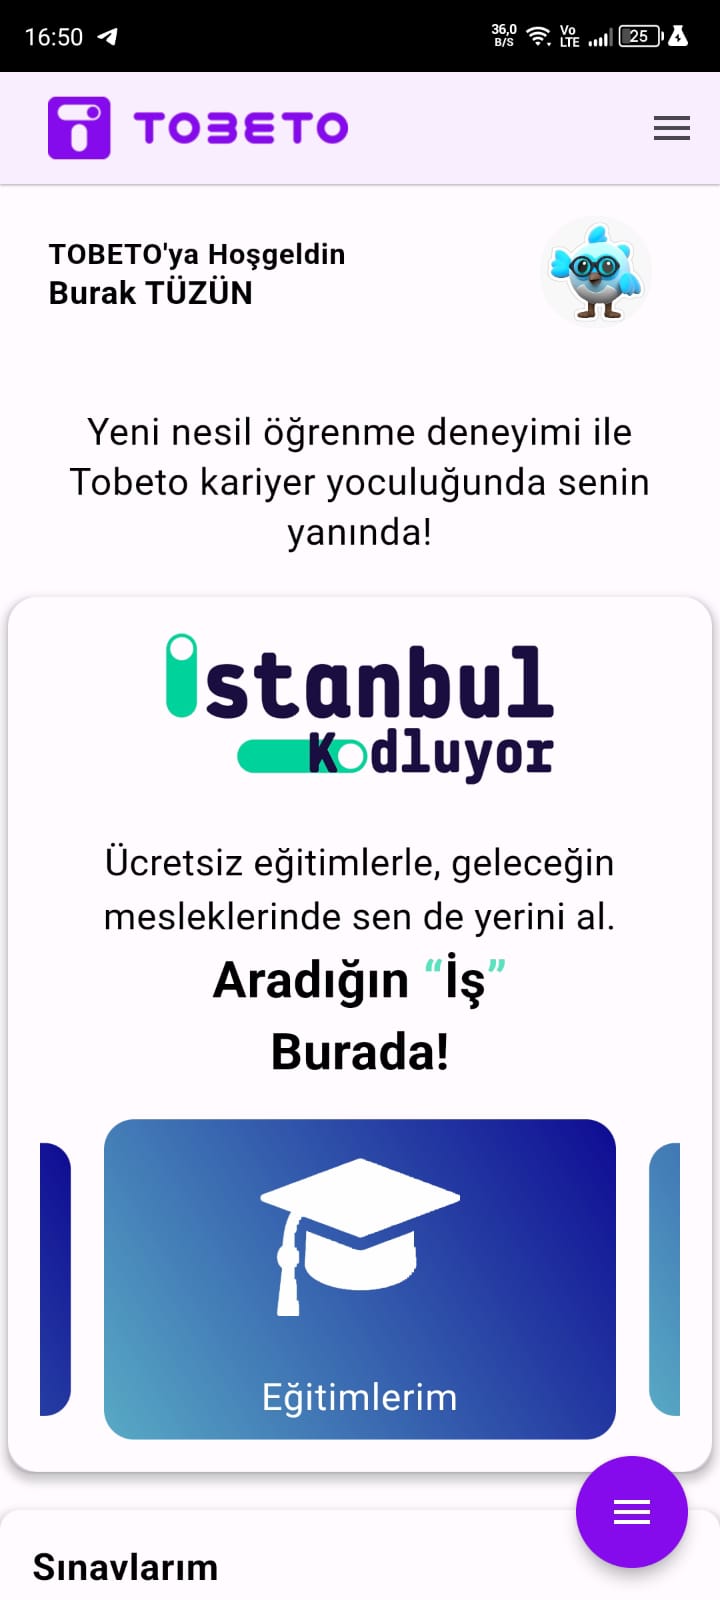 16:50
36,0
B/S
Vo
LTE
25
TOBETO
TOBETO'ya Hoşgeldin
Burak TÜZÜN
Yeni nesil öğrenme deneyimi ile
Tobeto kariyer yoculuğunda senin
yanında!
istanbul
Kodluyor
Ücretsiz eğitimlerle, geleceğin
mesleklerinde sen de yerini al.
Aradığın “İş”
Burada!
Eğitimlerim
Sınavlarım